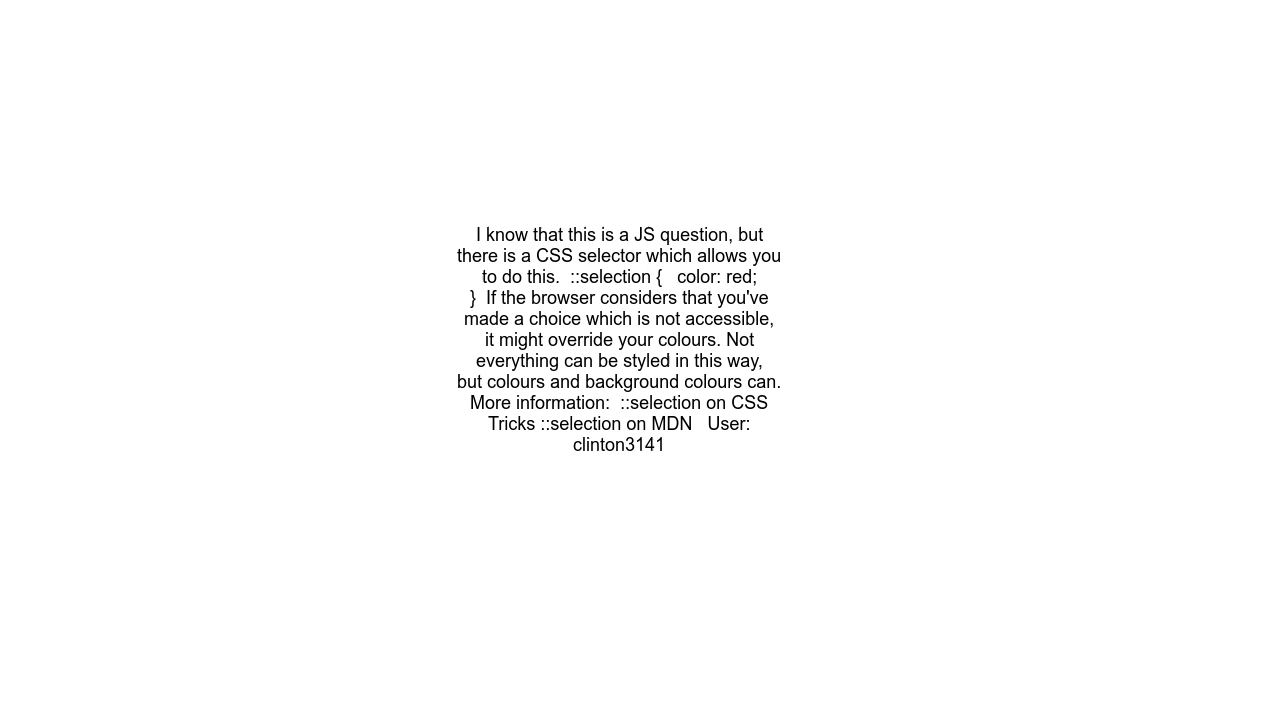 I know that this is a JS question, but
there is a CSS selector which allows you
to do this.  ::selection {   color: red;
}  If the browser considers that you've
made a choice which is not accessible,
it might override your colours. Not
everything can be styled in this way,
but colours and background colours can.
More information:  ::selection on CSS
Tricks ::selection on MDN   User:
clinton3141